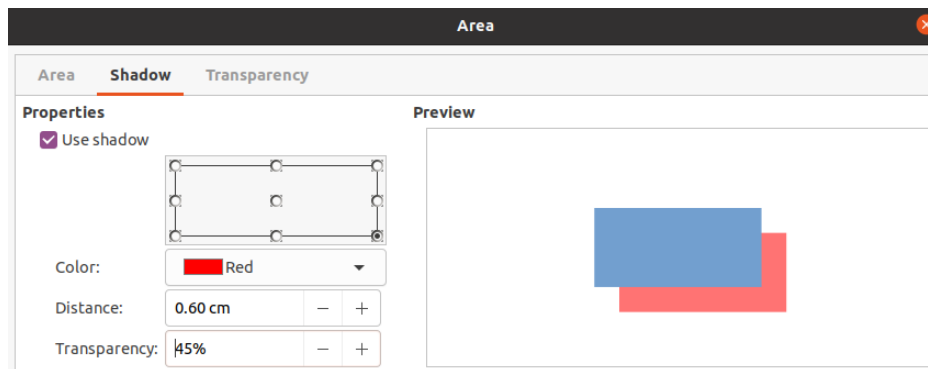 Area
Area Shadow Transparency
Properties
Preview
Use shadow
Color: Red
Distance: 0.60 cm
Transparency: 45%